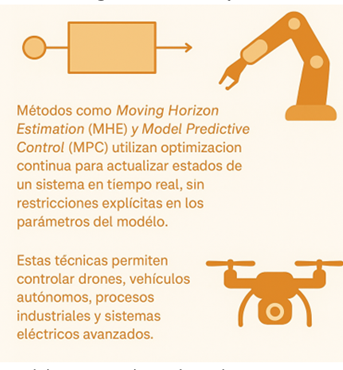 Métodos como Moving Horizon
Estimation (MHE) y Model Predictive
Control (MPC) utilizan optimizacion
continua para actualizar estados de
un sistema en tiempo real, sin
restricciones explícitas en los
parámetros del modélo.
Estas técnicas permiten
controlar drones, vehículos
autónomos, procesos
industriales y sistemas
eléctricos avanzados.